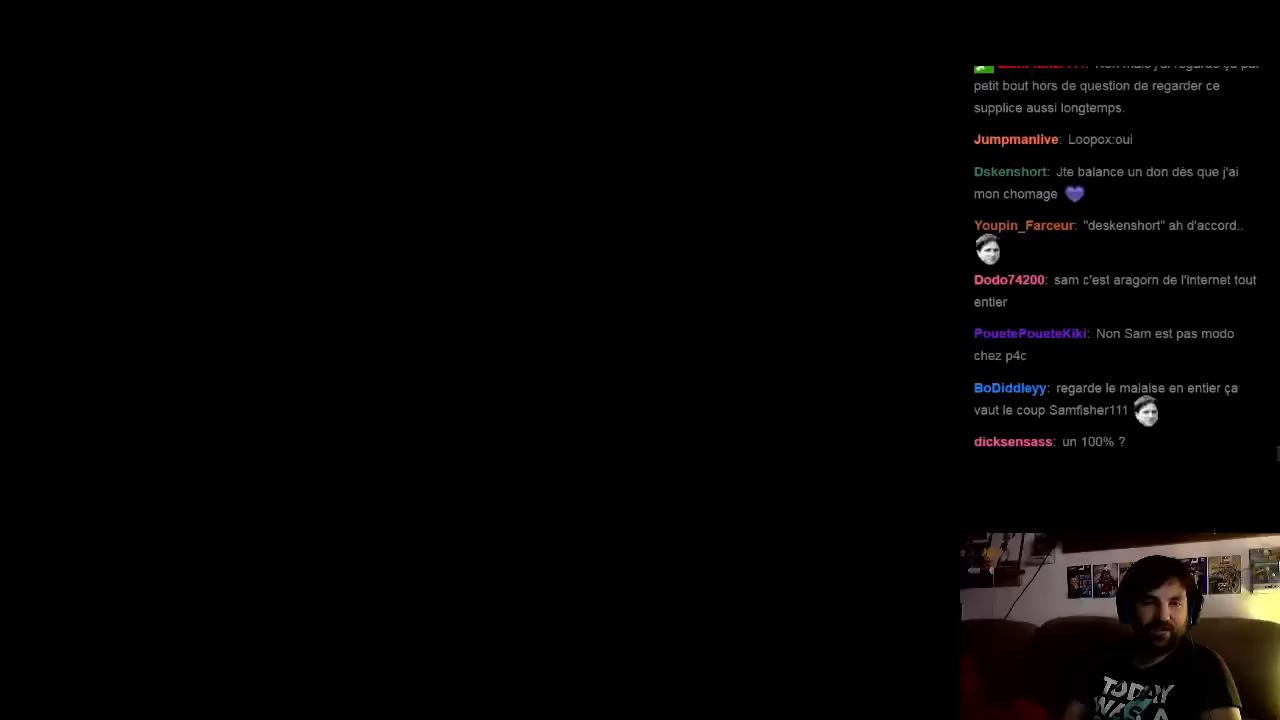 petit bout hors de question de regarder ce
supplice aussi longtemps.
Jumpmanlive: Loopox:oui
Dskenshort: Jte balance un don dès que j'ai
mon chomage
Youpin_Farceur: "deskenshort" ah d'accord..
Dodo74200: sam c'est aragorn de l'internet tout
entier
PouetePoueteKiki: Non Sam est pas modo
chez p4c
BoDiddleyy: regarde le malaise en entier ça
vaut le coup Samfisher111
dicksensass: un 100% ?
TODAY